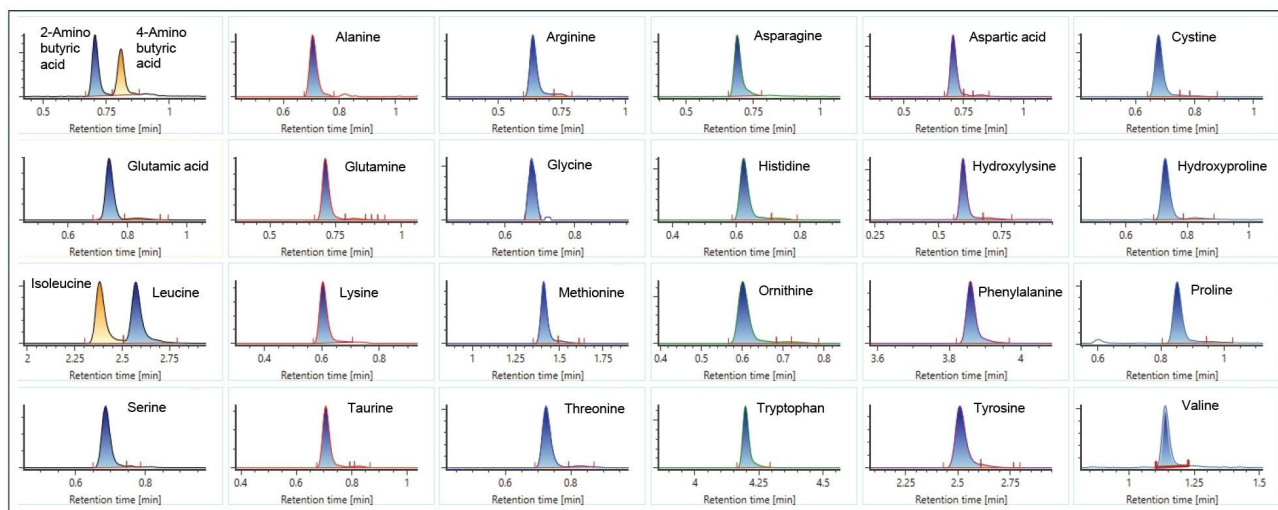 2-Amino
butyric
acid
4-Amino
butyric
acid
0.5 0.75 1
Retention time [min]
Alanine
0.6 0.8 1
Retention time [min]
Arginine
0.6 0.8 1
Retention time [min]
Asparagine
0.5 0.75 1
Retention time [min]
Aspartic acid
0.5 0.75 1
Retention time [min]
Cystine
0.6 0.8 1
Retention time [min]
Glutamic acid
0.6 0.8 1
Retention time [min]
Glutamine
0.5 0.75 1
Retention time [min]
Glycine
0.6 0.8
Retention time [min]
Histidine
0.4 0.6 0.8
Retention time [min]
Hydroxylysine
0.25 0.5 0.75
Retention time [min]
Hydroxyproline
0.6 0.8 1
Retention time [min]
Isoleucine
Leucine
2 2.25 2.5 2.75
Retention time [min]
Lysine
0.4 0.6 0.8
Retention time [min]
Methionine
1 1.25 1.5 1.75
Retention time [min]
Ornithine
0.4 0.5 0.6 0.7 0.8
Retention time [min]
Phenylalanine
3.6 3.8 4
Retention time [min]
Proline
0.6 0.8 1
Retention time [min]
Serine
0.6 0.8
Retention time [min]
Taurine
0.4 0.6 0.8 1
Retention time [min]
Threonine
0.6 0.8
Retention time [min]
Tryptophan
4 4.25 4.5
Retention time [min]
Tyrosine
2.25 2.5 2.75
Retention time [min]
Valine
1 1.25 1.5
Retention time [min]